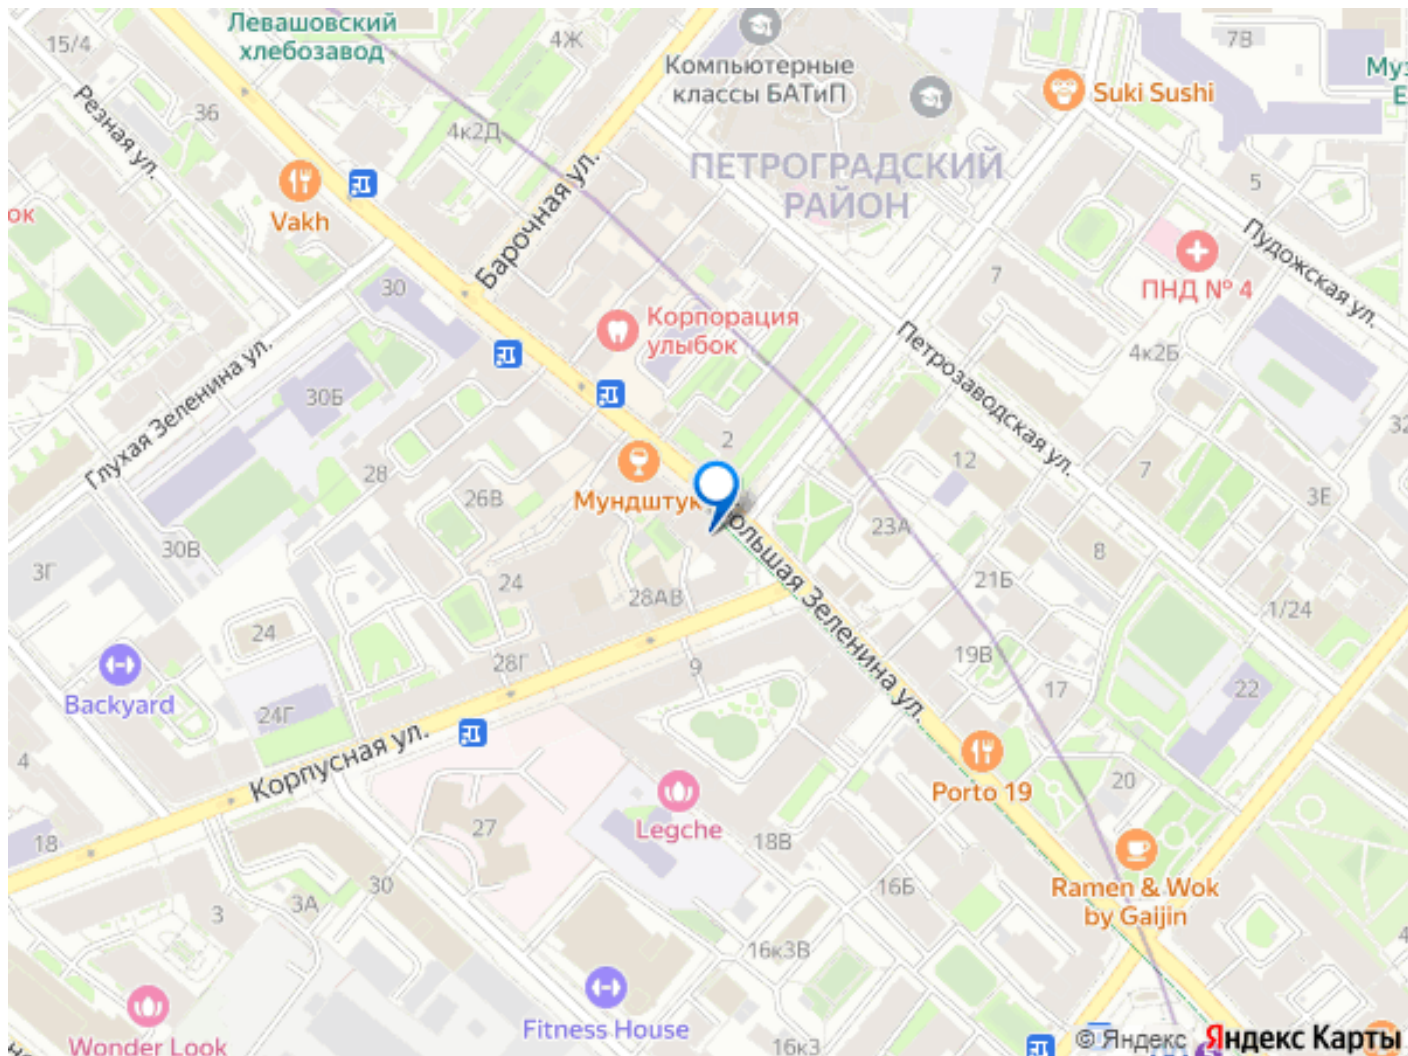 Левашовский
хлебозавод
15/4
4Ж
7В
Компьютерные
классы БАТиП
Suki Sushi
Резная ул.
36
4к2Д
ПЕТРОГРАДСКИЙ
РАЙОН
5
Vakh
Барочная ул.
Пудожская ул.
ПНД № 4
7
30
Корпорация
улыбок
4к2Б
Петрозаводская ул.
Глухая Зеленина ул.
30Б
2
28
12
7
3Е
26В
Мундштук
23А
30В
8
3Г
24
28АВ
21Б
1/24
Большая Зеленина ул.
24
28Г
9
19В
17
22
Backyard
24Г
Корпусная ул.
4
20
Porto 19
Legche
27
18
18В
Ramen & Wok
by Gaijin
30
16Б
3А
3
16к3В
Fitness House
Wonder Look
16к3
© Яндекс Яндекс Карты